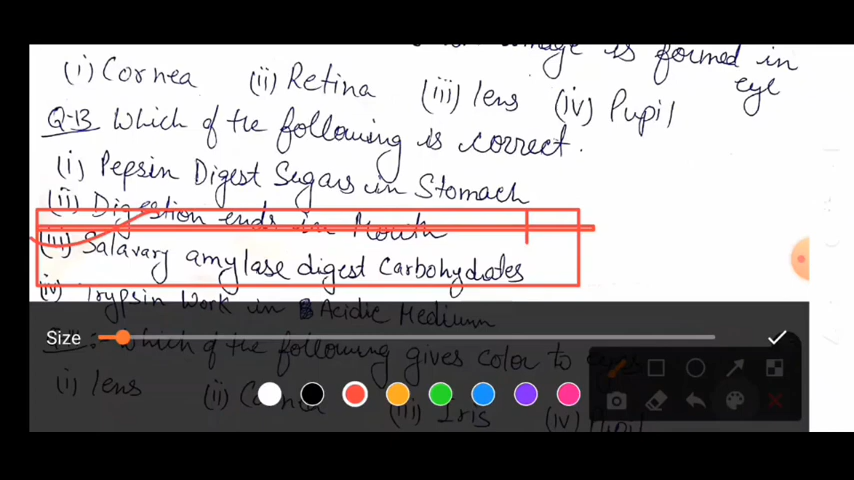 image is formed in
eye
(i) Cornea (ii) Retina (iii) lens (iv) Pupil
Q-13 Which of the following is correct.
(i) Pepsin Digest Sugars in Stomach
(ii) Digestion ends in Mouth
(iii) Salavary amylase digest Carbohydrates
(iv) Trypsin work in Acidic Medium
Size
Which of the following gives color to eyes
(i) lens (ii) Cornea (iii) Iris (iv) Pupil